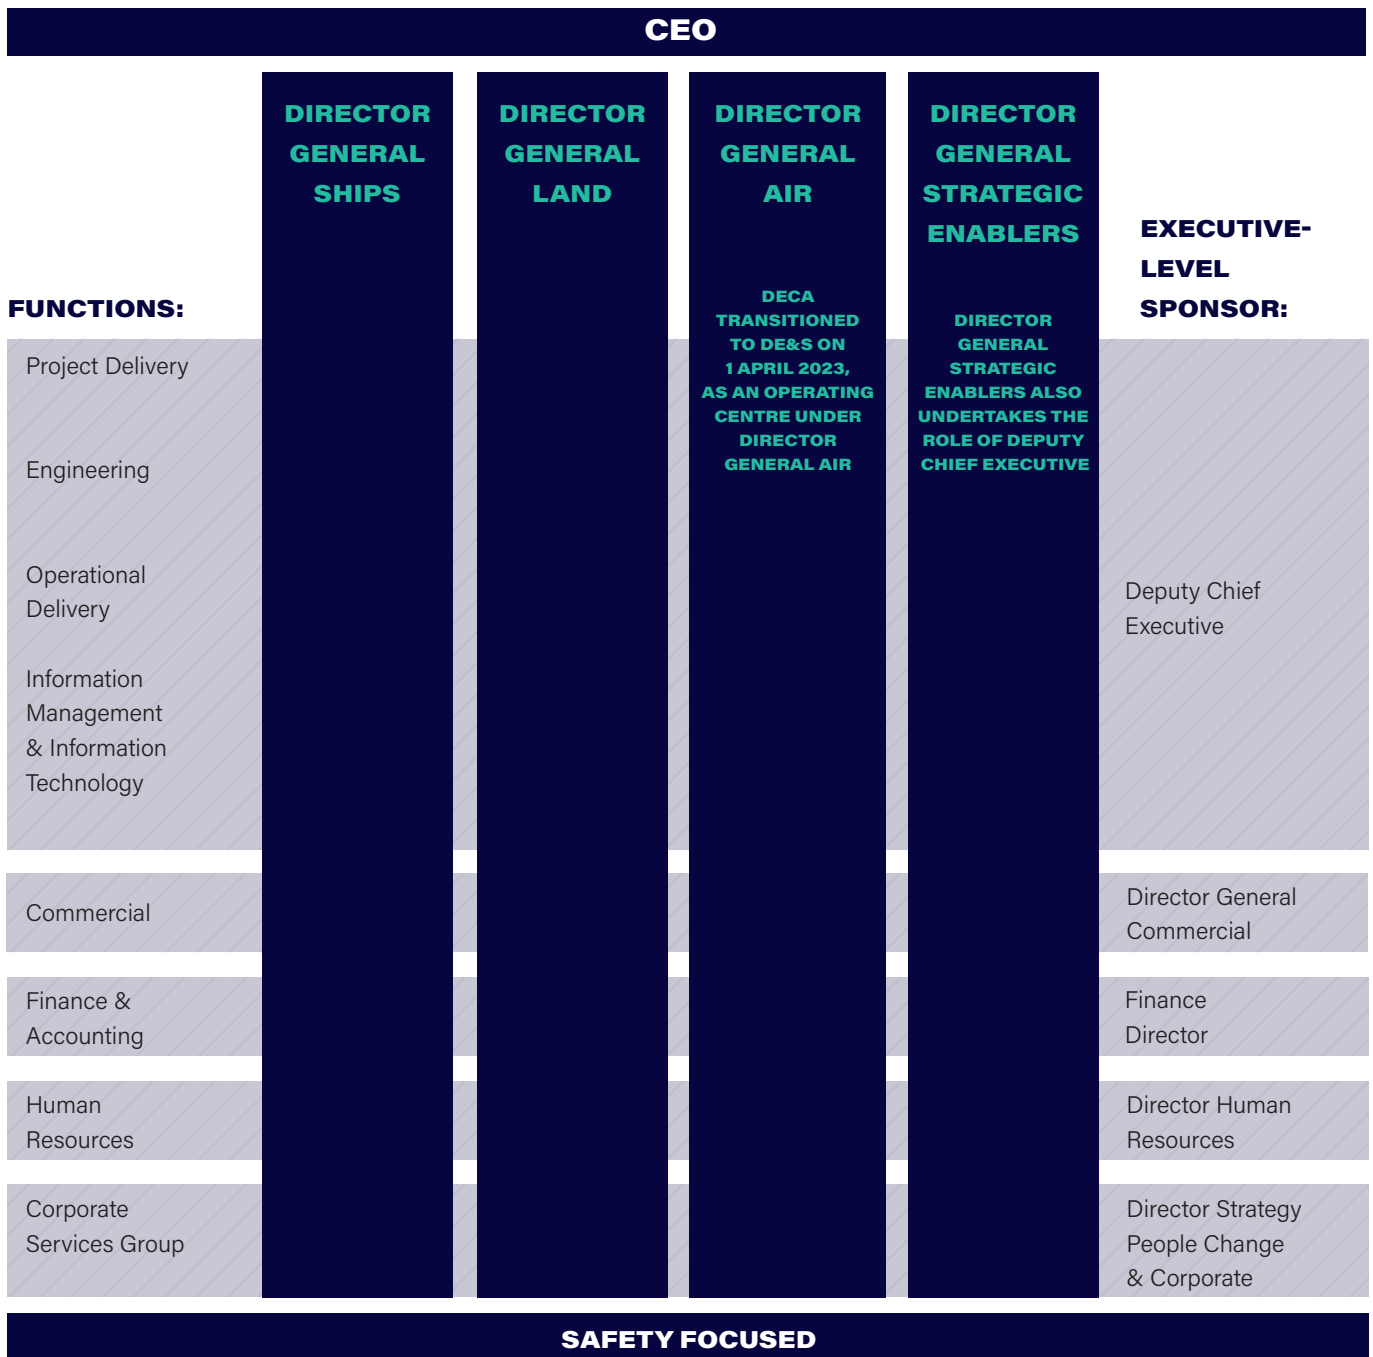 CEO
DIRECTOR
GENERAL
SHIPS
DIRECTOR
GENERAL
LAND
DIRECTOR
GENERAL
AIR
DECA
TRANSITIONED
TO DE&S ON
1 APRIL 2023,
AS AN OPERATING
CENTRE UNDER
DIRECTOR
GENERAL AIR
DIRECTOR
GENERAL
STRATEGIC
ENABLERS
DIRECTOR
GENERAL
STRATEGIC
ENABLERS ALSO
UNDERTAKES THE
ROLE OF DEPUTY
CHIEF EXECUTIVE
FUNCTIONS:
EXECUTIVE-
LEVEL
SPONSOR:
Project Delivery
Engineering
Operational
Delivery
Information
Management
& Information
Technology
Deputy Chief
Executive
Commercial
Director General
Commercial
Finance &
Accounting
Finance
Director
Human
Resources
Director Human
Resources
Corporate
Services Group
Director Strategy
People Change
& Corporate
SAFETY FOCUSED